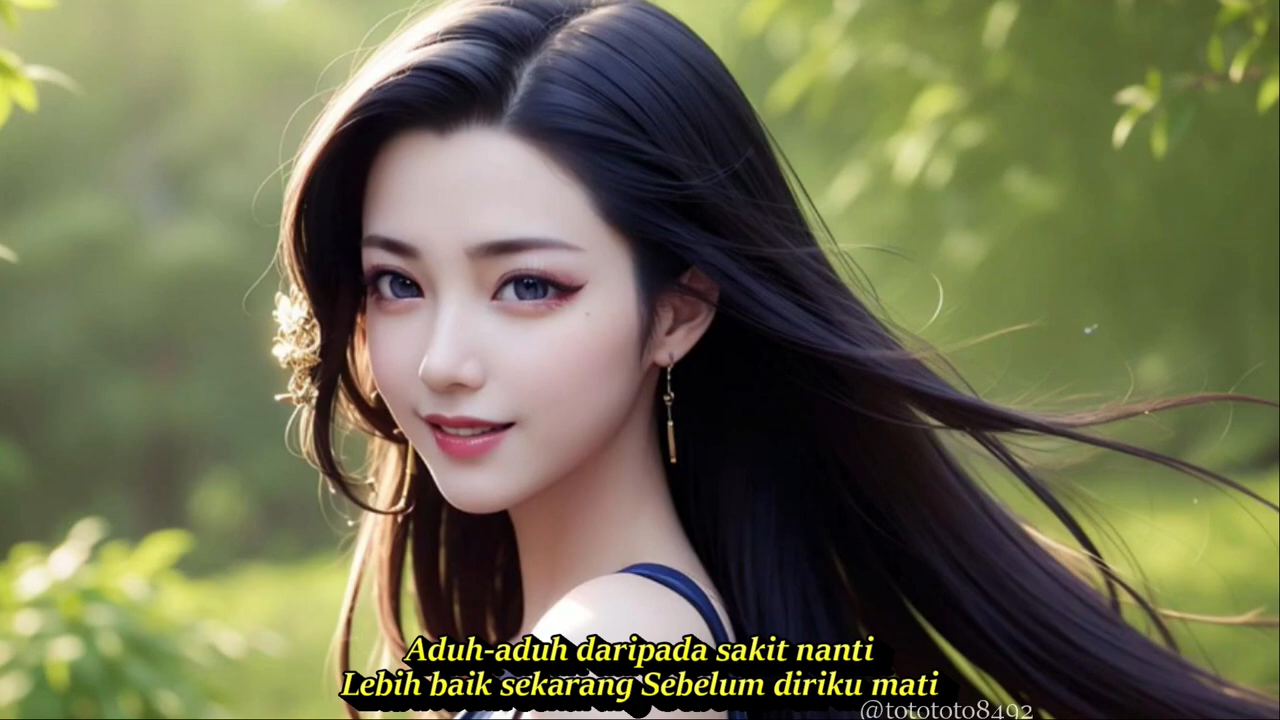 Aduh-aduh daripada sakit nanti
Lebih baik sekarang Sebelum diriku mati
@totototo8492